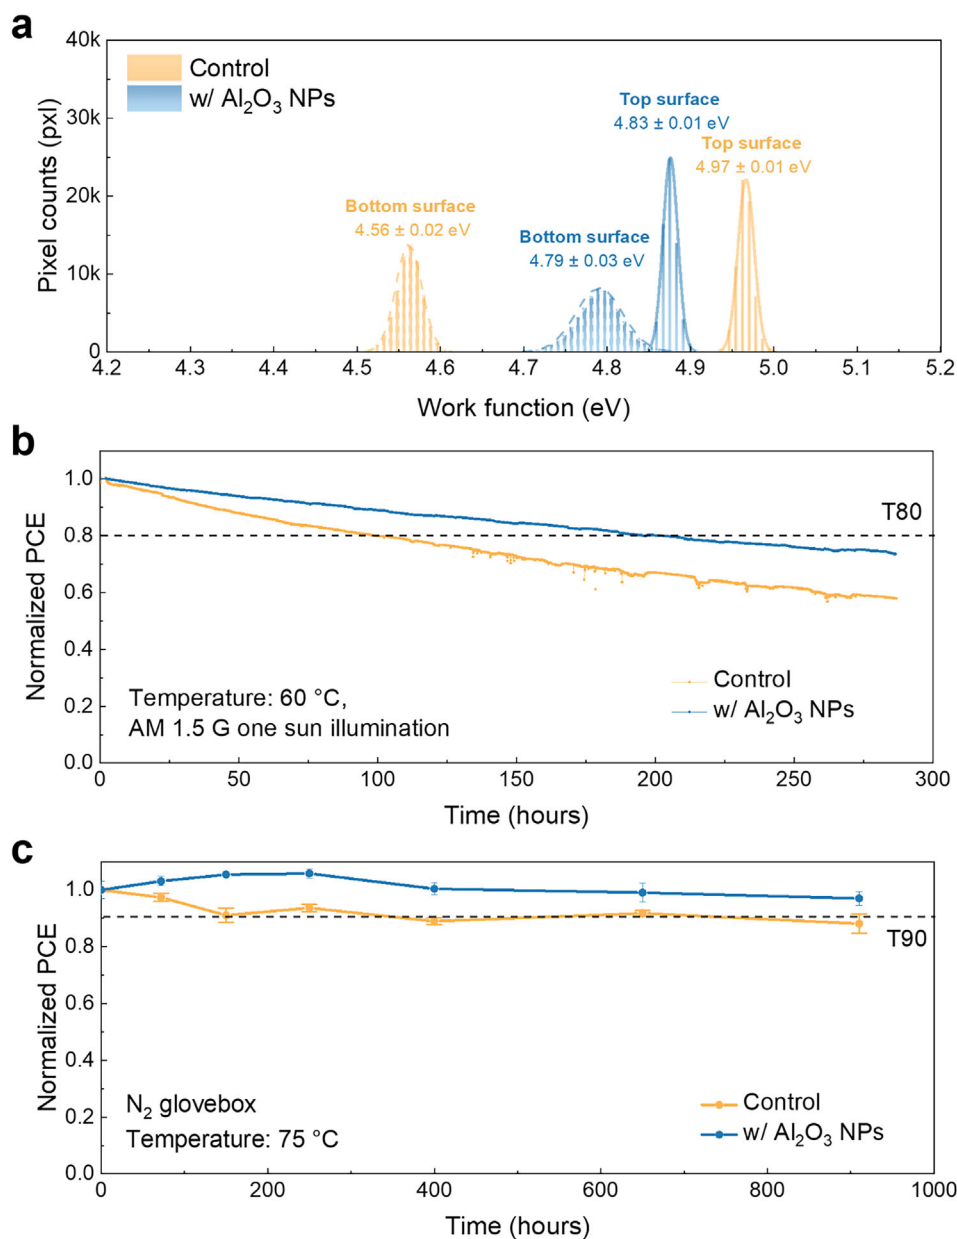 a
40k
30k
20k
10k
0
Pixel counts (pxl)
Control
w/ Al₂O₃ NPs
Top surface
4.83 ± 0.01 eV
Top surface
4.97 ± 0.01 eV
Bottom surface
4.56 ± 0.02 eV
Bottom surface
4.79 ± 0.03 eV
4.2 4.3 4.4 4.5 4.6 4.7 4.8 4.9 5.0 5.1 5.2
Work function (eV)
b
1.0
0.8
0.6
0.4
0.2
0.0
Normalized PCE
T80
Control
w/ Al₂O₃ NPs
Temperature: 60 °C,
AM 1.5 G one sun illumination
0 50 100 150 200 250 300
Time (hours)
c
1.0
0.8
0.6
0.4
0.2
0.0
Normalized PCE
T90
N₂ glovebox
Temperature: 75 °C
Control
w/ Al₂O₃ NPs
0 200 400 600 800 1000
Time (hours)